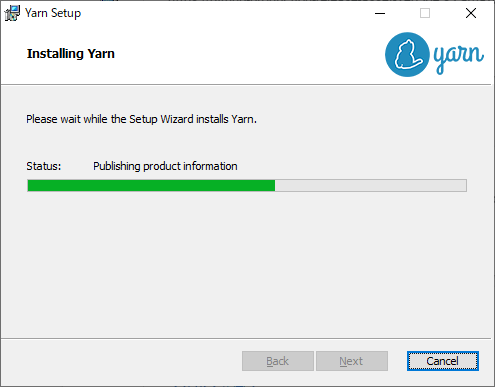 Yarn Setup
Installing Yarn
yarn
Please wait while the Setup Wizard installs Yarn.
Status: Publishing product information
Back Next Cancel